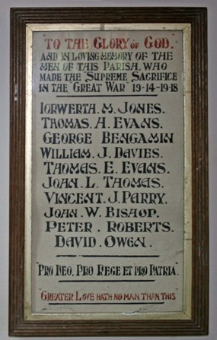 TO THE GLORY OF GOD.
AND IN LOVING MEMORY OF THE
MEN OF THIS PARISH, WHO
MADE THE SUPREME SACRIFICE
IN THE GREAT WAR 1914-1918
IORWERTH. M. JONES.
THOMAS. A. EVANS.
GEORGE BENGAMIN
WILLIAM. J. DAVIES.
THOMAS. E. EVANS.
JOHN. L. THOMAS.
VINCENT. J. PARRY.
JOHN. W. BISHOP.
PETER. ROBERTS.
DAVID. OWEN.
PRO DEO, PRO REGE ET PRO PATRIA.
GREATER LOVE HATH NO MAN THAN THIS